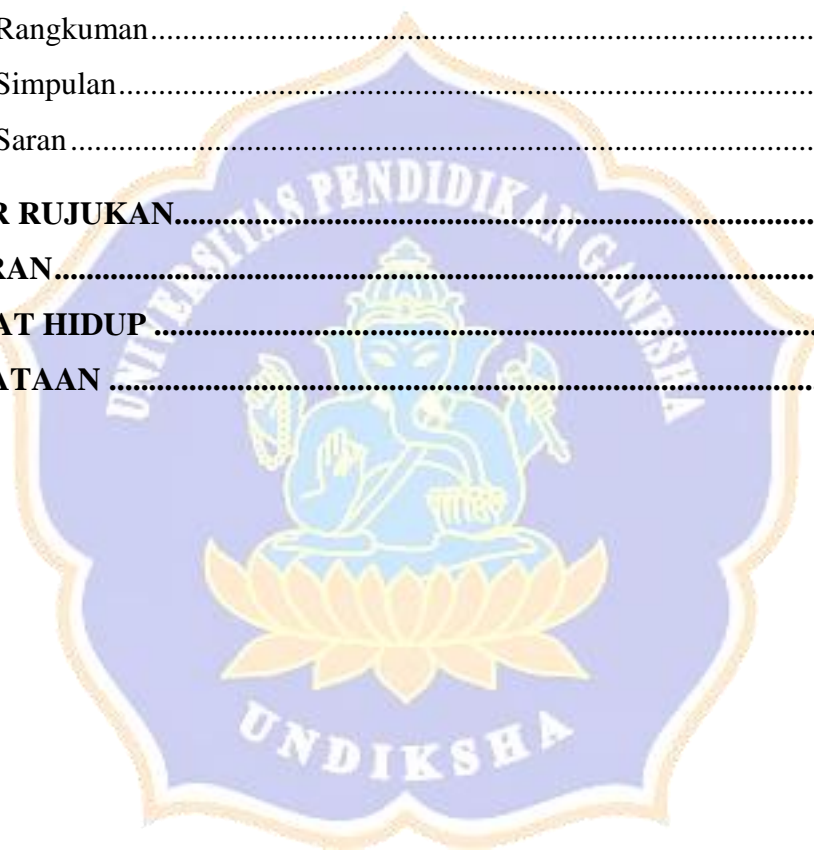 Rangkuman....................................................................................
Simpulan........................................................................................
Saran..............................................................................................
R RUJUKAN................................................................................
RAN...............................................................................................
AT HIDUP ...................................................................................
ATAAN ........................................................................................
UNIVERSITAS PENDIDIKAN GANESHA
UNDIKSHA